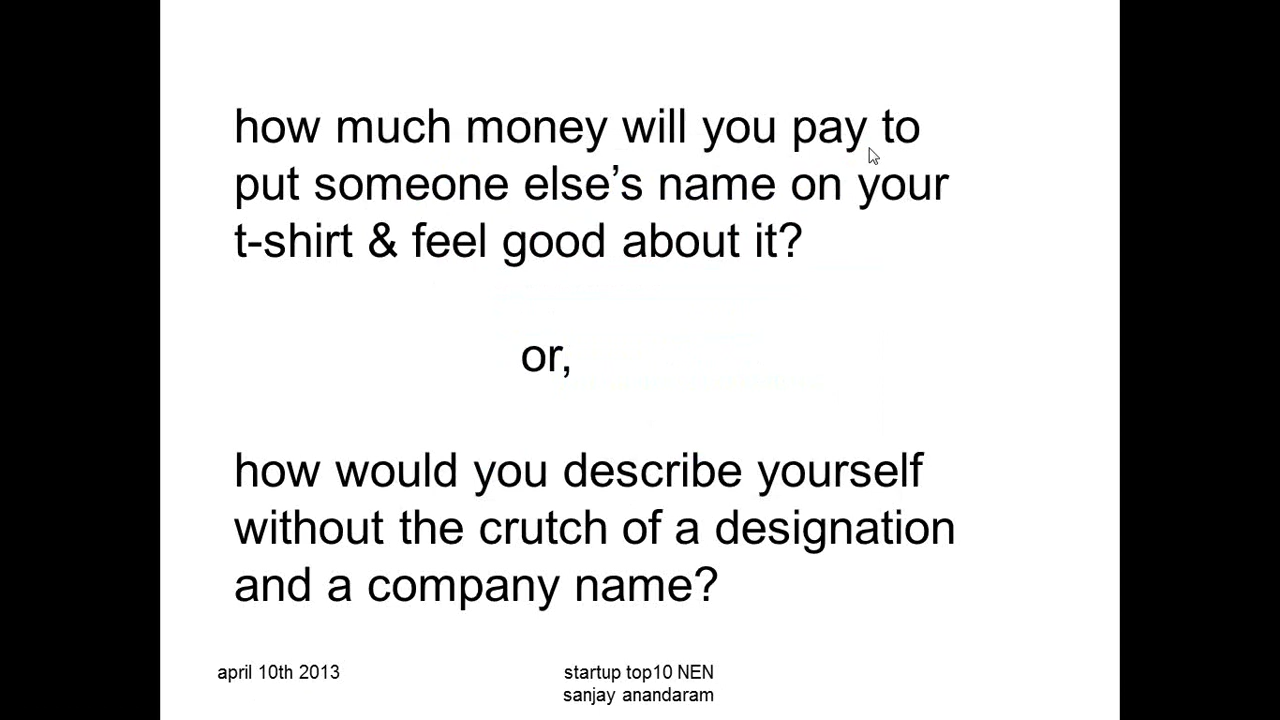 how much money will you pay to
put someone else’s name on your
t-shirt & feel good about it?
or,
how would you describe yourself
without the crutch of a designation
and a company name?
april 10th 2013
startup top10 NEN
sanjay anandaram